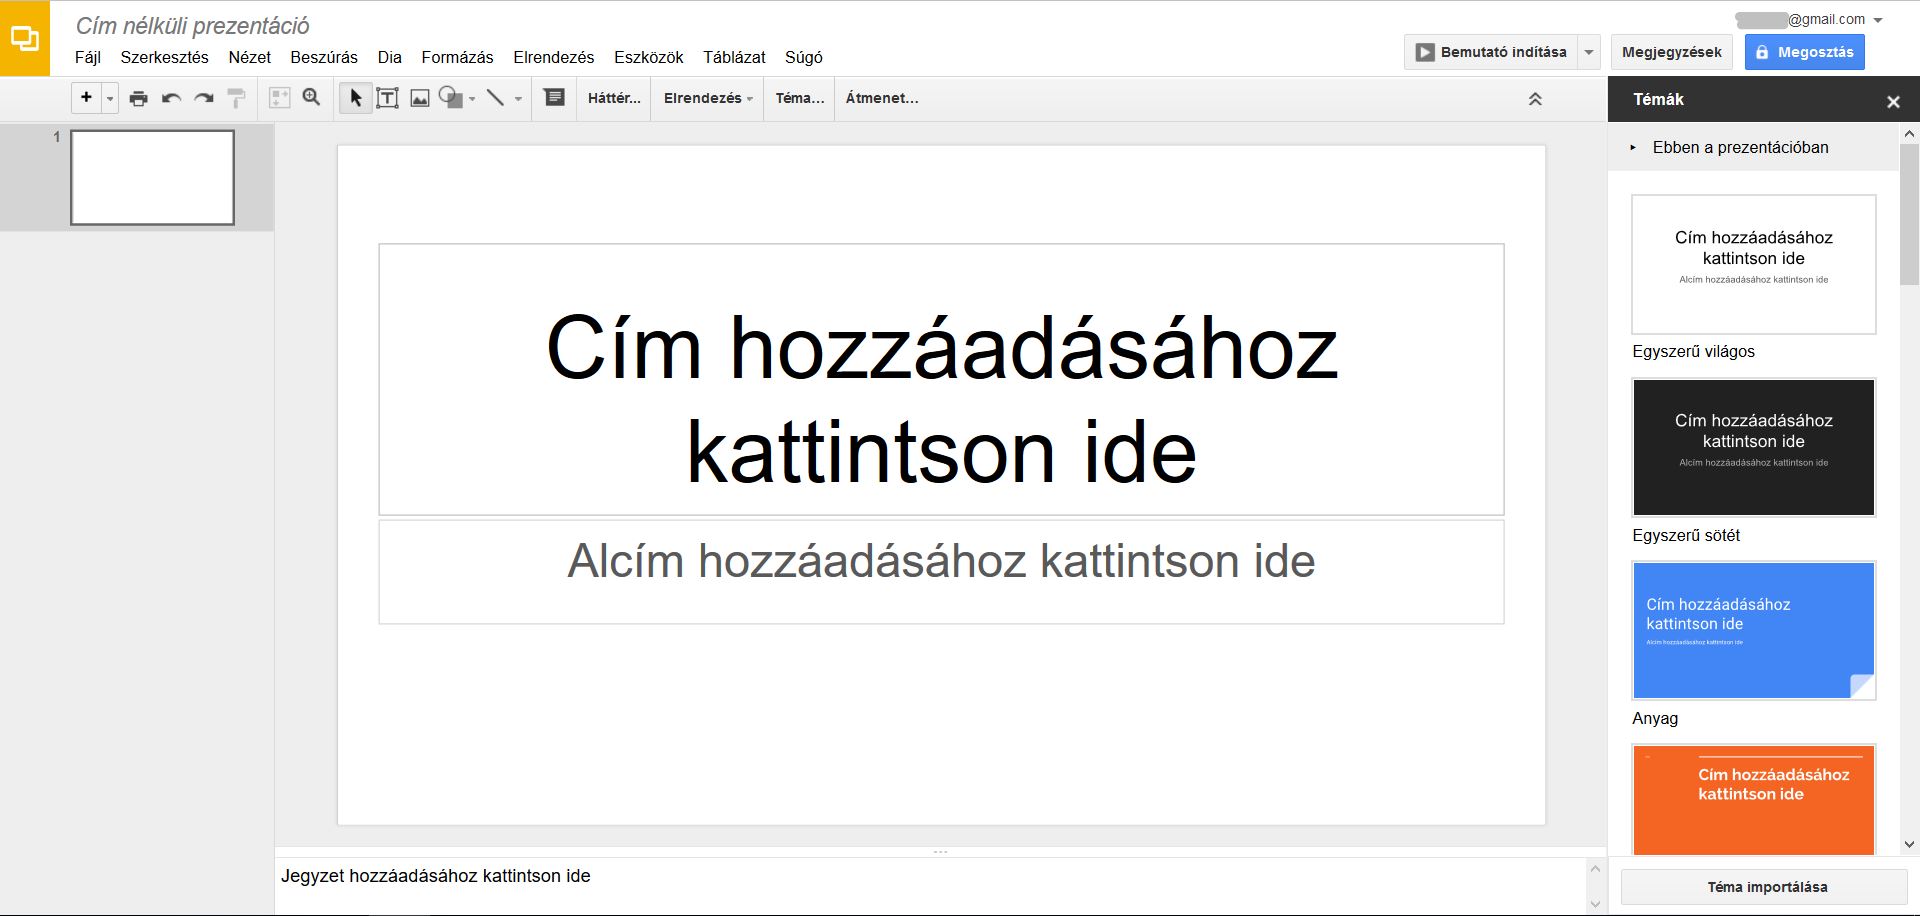 Cím nélküli prezentáció
@gmail.com
Fájl Szerkesztés Nézet Beszúrás Dia Formázás Elrendezés Eszközök Táblázat Súgó
Bemutató indítása Megjegyzések Megosztás
Háttér... Elrendezés Téma... Átmenet...
Témák
1
Ebben a prezentációban
Cím hozzáadásához
kattintson ide
Alcím hozzáadásához kattintson ide
Cím hozzáadásához
kattintson ide
Alcím hozzáadásához kattintson ide
Egyszerű világos
Cím hozzáadásához
kattintson ide
Alcím hozzáadásához kattintson ide
Egyszerű sötét
Cím hozzáadásához
kattintson ide
Alcím hozzáadásához kattintson ide
Anyag
Cím hozzáadásához
kattintson ide
Jegyzet hozzáadásához kattintson ide
Téma importálása